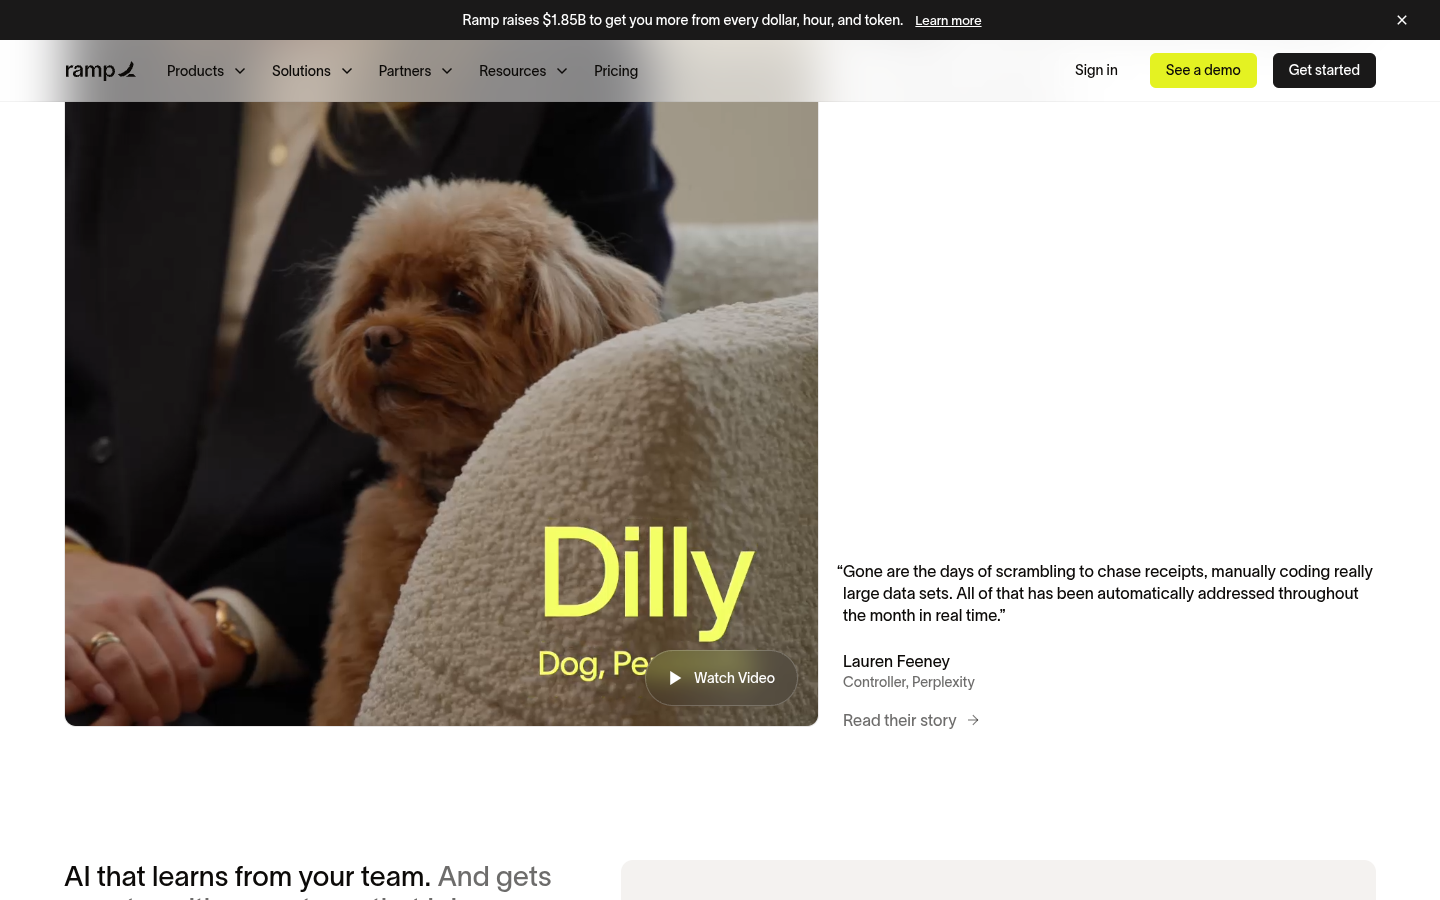 Ramp raises $1.85B to get you more from every dollar, hour, and token. Learn more
ramp Products Solutions Partners Resources Pricing Sign in See a demo Get started
Dilly
Dog, Pe
Watch Video
“Gone are the days of scrambling to chase receipts, manually coding really
large data sets. All of that has been automatically addressed throughout
the month in real time.”
Lauren Feeney
Controller, Perplexity
Read their story
AI that learns from your team. And gets